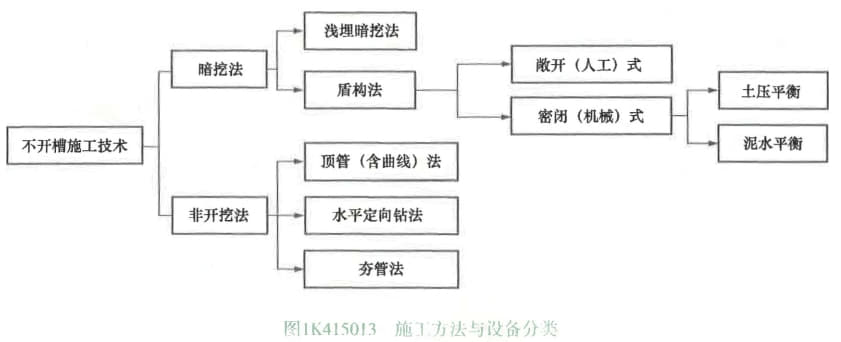 浅埋暗挖法
暗挖法
敞开（人工）式
盾构法
土压平衡
密闭（机械）式
不开槽施工技术
泥水平衡
顶管（含曲线）法
非开挖法
水平定向钻法
夯管法
图1K415013 施工方法与设备分类